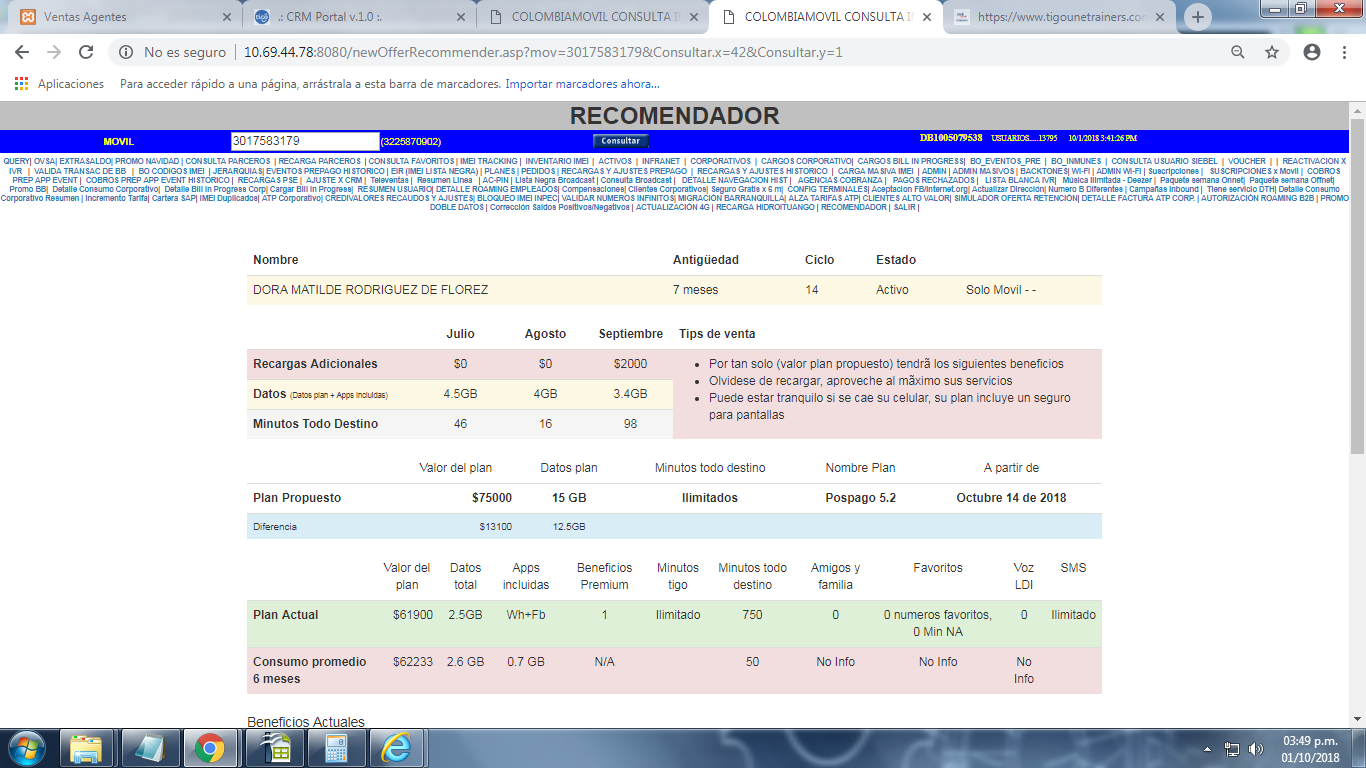 Ventas Agentes
.: CRM Portal v.1.0 :.
COLOMBIAMOVIL CONSULTA I
COLOMBIAMOVIL CONSULTA I
https://www.tigounetrainers.co
No es seguro | 10.69.44.78:8080/newOfferRecommender.asp?mov=3017583179&Consultar.x=42&Consultar.y=1
Aplicaciones Para acceder rápido a una página, arrástrala a esta barra de marcadores. Importar marcadores ahora...
RECOMENDADOR
MOVIL 3017583179 (3225870902) Consultar DB1005079538 USUARIOS.....13795 10/1/2018 3:41:26 PM
QUERY| OVSA| EXTRASALDO| PROMO NAVIDAD | CONSULTA PARCEROS | RECARGA PARCEROS | CONSULTA FAVORITOS | IMEI TRACKING | INVENTARIO IMEI | ACTIVOS | INFRANET | CORPORATIVOS | CARGOS CORPORATIVO| CARGOS BILL IN PROGRESS| BO_EVENTOS_PRE | BO_INMUNES | CONSULTA USUARIO SIEBEL | VOUCHER | | REACTIVACION X
IVR | VALIDA TRANSAC DE BB | BO CODIGOS IMEI | JERARQUIAS| EVENTOS PREPAGO HISTORICO | EIR (IMEI LISTA NEGRA) | PLANES | PEDIDOS | RECARGAS Y AJUSTES PREPAGO | RECARGAS Y AJUSTES HISTORICO | CARGA MASIVA IMEI | ADMIN | ADMIN MASIVOS | BACKTONES| WI-FI | ADMIN WI-FI | Suscripciones | SUSCRIPCIONES x Movil | COBROS
PREP APP EVENT | COBROS PREP APP EVENT HISTORICO | RECARGAS PSE | AJUSTE X CRM | Televentas | Resumen Linea | AC-PIN | Lista Negra Broadcast | Consulta Broadcast | DETALLE NAVEGACION HIST | AGENCIAS COBRANZA | PAGOS RECHAZADOS | LISTA BLANCA IVR| Música Ilimitada - Deezer | Paquete semana Onnet| Paquete semana Offnet|
Promo BB| Detalle Consumo Corporativo| Detalle Bill In Progress Corp| Cargar Bill In Progress| RESUMEN USUARIO| DETALLE ROAMING EMPLEADOS| Compensaciones| Clientes Corporativos| Seguro Gratis x 6 m| CONFIG TERMINALES| Aceptacion FB/Internet.org| Actualizar Dirección| Numero B Diferentes | Campañas Inbound | Tiene servicio DTH| Detalle Consumo
Corporativo Resumen | Incremento Tarifa| Cartera SAP| IMEI Duplicados| ATP Corporativo| CREDIVALORES RECAUDOS Y AJUSTES| BLOQUEO IMEI INPEC| VALIDAR NUMEROS INFINITOS| MIGRACIÓN BARRANQUILLA| ALZA TARIFAS ATP| CLIENTES ALTO VALOR| SIMULADOR OFERTA RETENCIÓN| DETALLE FACTURA ATP CORP. | AUTORIZACIÓN ROAMING B2B | PROMO
DOBLE DATOS | Corrección Saldos Positivos/Negativos | ACTUALIZACIÓN 4G | RECARGA HIDROITUANGO | RECOMENDADOR | SALIR |
Nombre Antigüedad Ciclo Estado
DORA MATILDE RODRIGUEZ DE FLOREZ 7 meses 14 Activo Solo Movil - -
Julio Agosto Septiembre Tips de venta
Recargas Adicionales $0 $0 $2000
Datos (Datos plan + Apps incluidas) 4.5GB 4GB 3.4GB
Minutos Todo Destino 46 16 98
• Por tan solo (valor plan propuesto) tendrã los siguientes beneficios
• Olvidese de recargar, aproveche al mãximo sus servicios
• Puede estar tranquilo si se cae su celular, su plan incluye un seguro
para pantallas
Valor del plan Datos plan Minutos todo destino Nombre Plan A partir de
Plan Propuesto $75000 15 GB Ilimitados Pospago 5.2 Octubre 14 de 2018
Diferencia $13100 12.5GB
Valor del plan Datos total Apps incluidas Beneficios Premium Minutos tigo Minutos todo destino Amigos y familia Favoritos Voz LDI SMS
Plan Actual $61900 2.5GB Wh+Fb 1 Ilimitado 750 0 0 numeros favoritos, 0 Min NA 0 Ilimitado
Consumo promedio 6 meses $62233 2.6 GB 0.7 GB N/A 50 No Info No Info No Info
Beneficios Actuales
03:49 p.m.
01/10/2018